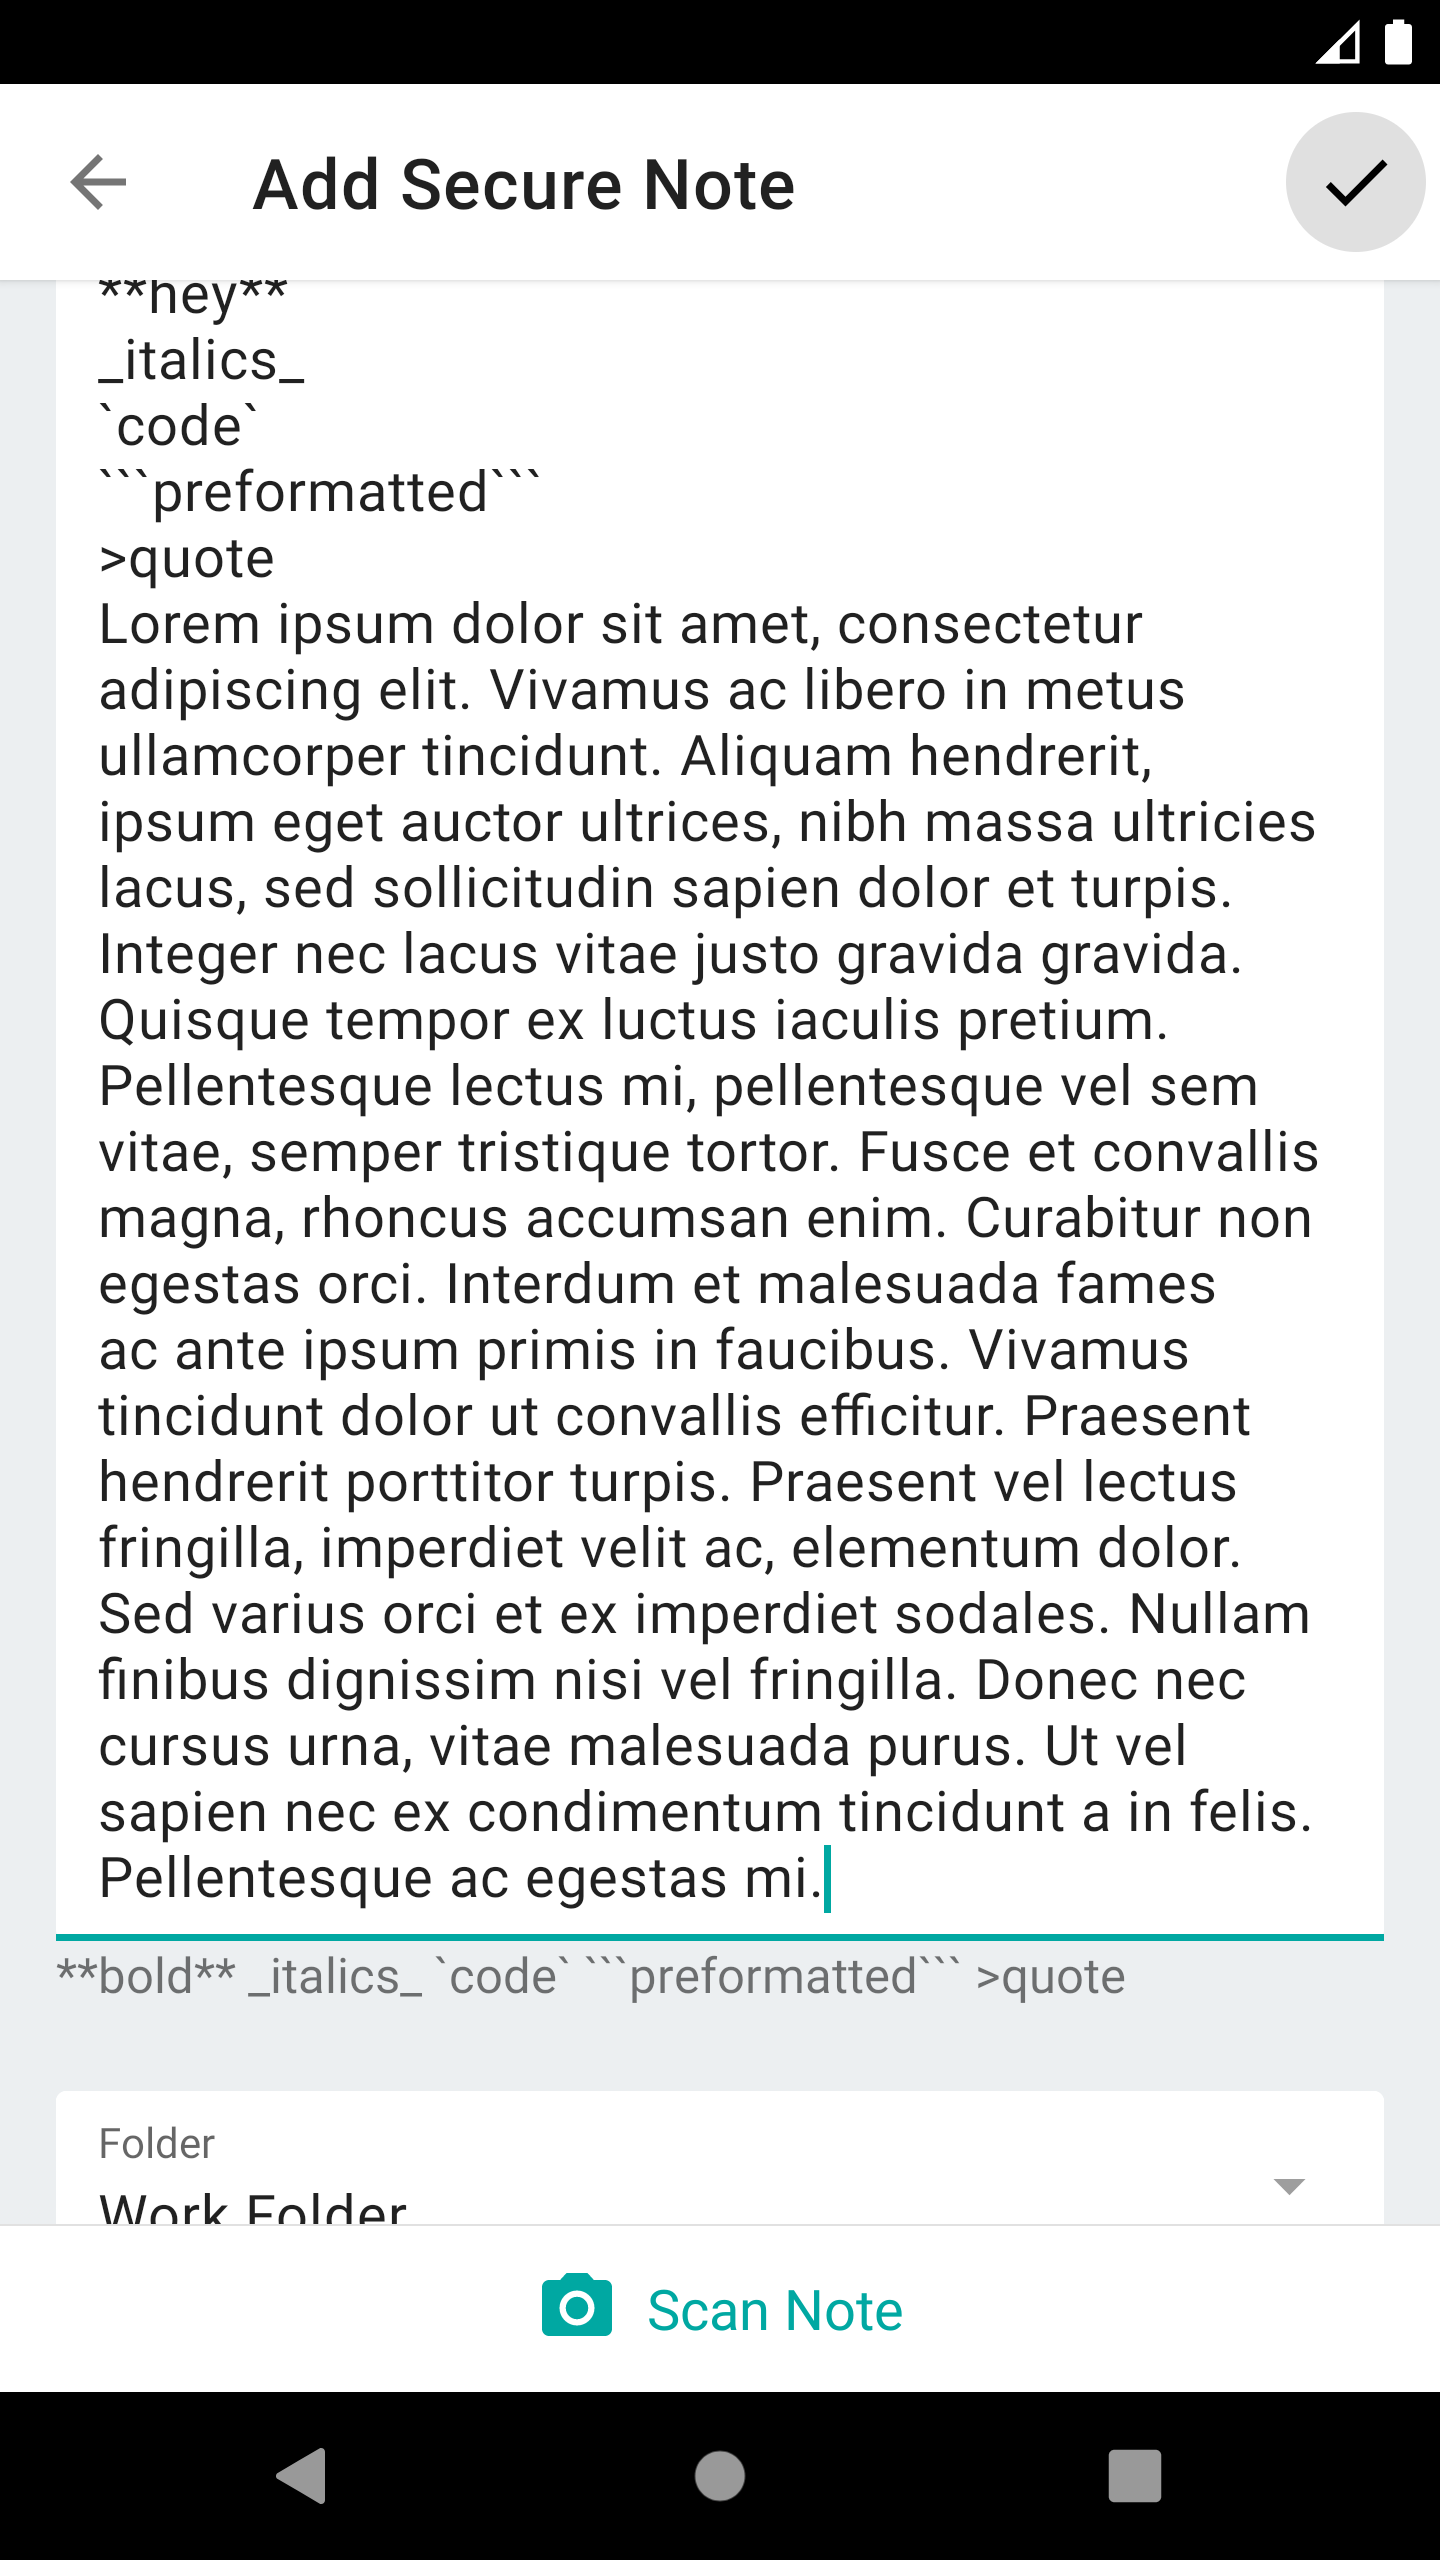 Add Secure Note
**hey**
_italics_
`code`
```preformatted```
>quote
Lorem ipsum dolor sit amet, consectetur
adipiscing elit. Vivamus ac libero in metus
ullamcorper tincidunt. Aliquam hendrerit,
ipsum eget auctor ultrices, nibh massa ultricies
lacus, sed sollicitudin sapien dolor et turpis.
Integer nec lacus vitae justo gravida gravida.
Quisque tempor ex luctus iaculis pretium.
Pellentesque lectus mi, pellentesque vel sem
vitae, semper tristique tortor. Fusce et convallis
magna, rhoncus accumsan enim. Curabitur non
egestas orci. Interdum et malesuada fames
ac ante ipsum primis in faucibus. Vivamus
tincidunt dolor ut convallis efficitur. Praesent
hendrerit porttitor turpis. Praesent vel lectus
fringilla, imperdiet velit ac, elementum dolor.
Sed varius orci et ex imperdiet sodales. Nullam
finibus dignissim nisi vel fringilla. Donec nec
cursus urna, vitae malesuada purus. Ut vel
sapien nec ex condimentum tincidunt a in felis.
Pellentesque ac egestas mi.
**bold** _italics_ `code` ```preformatted``` >quote
Folder
Work Folder
Scan Note